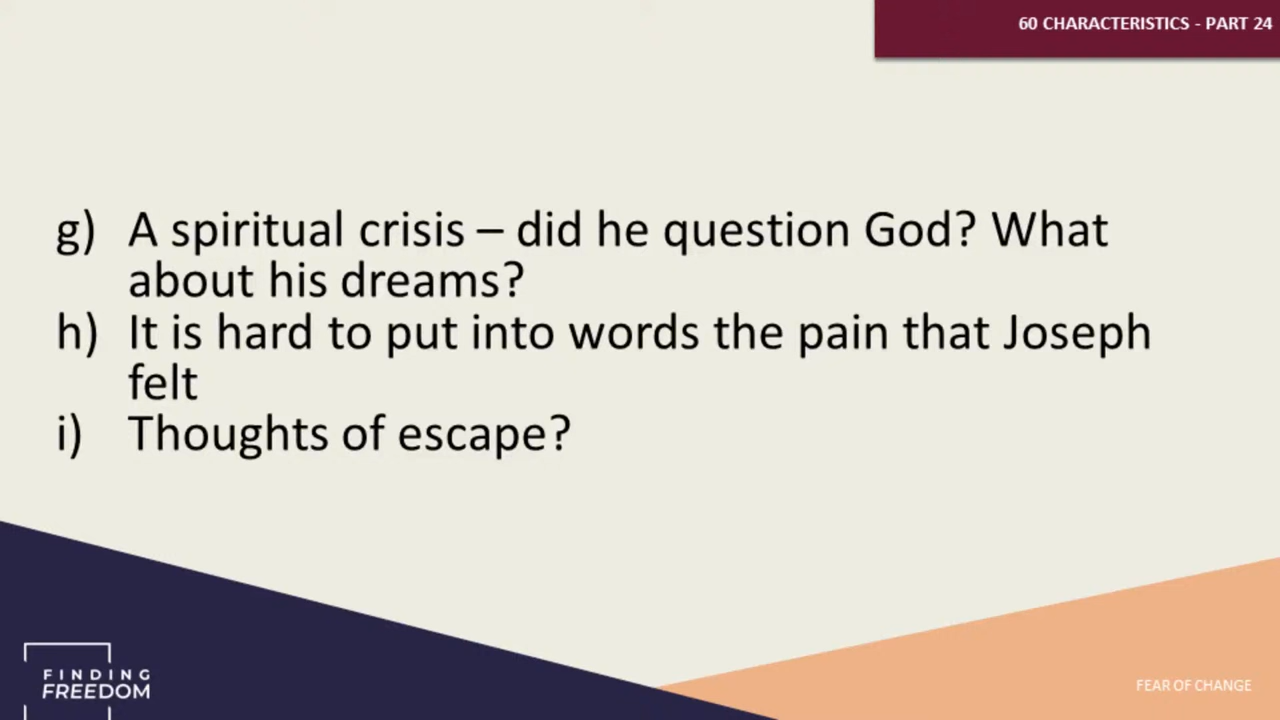 60 CHARACTERISTICS - PART 24
g) A spiritual crisis – did he question God? What
about his dreams?
h) It is hard to put into words the pain that Joseph
felt
i) Thoughts of escape?
FINDING
FREEDOM
FEAR OF CHANGE